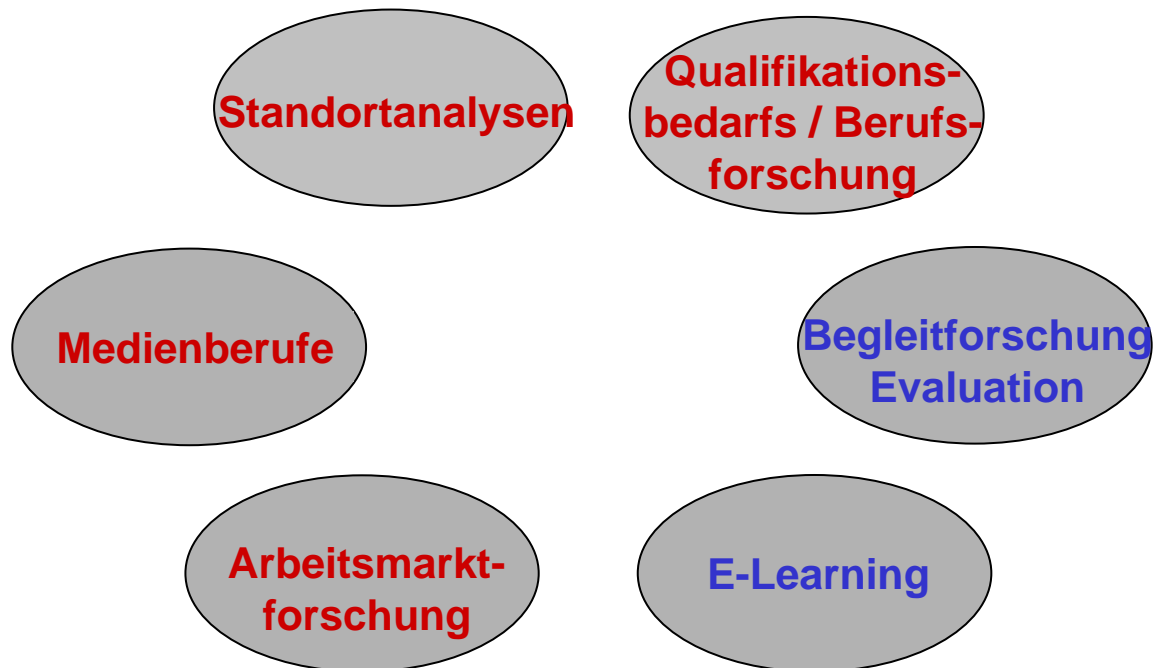 Standortanalysen
Qualifikations-
bedarfs / Berufs-
forschung
Medienberufe
Begleitforschung
Evaluation
Arbeitsmarkt-
forschung
E-Learning